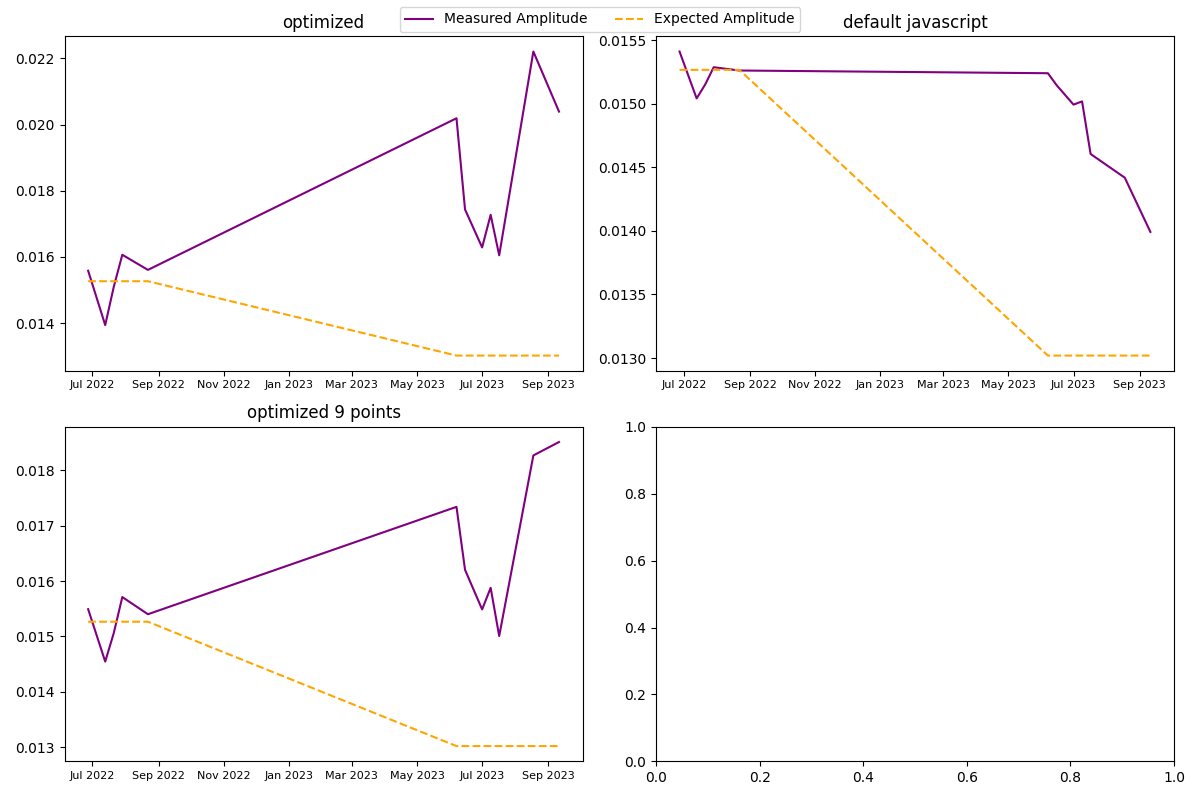 optimized
Measured Amplitude
Expected Amplitude
default javascript
0.022
0.020
0.018
0.016
0.014
Jul 2022 Sep 2022 Nov 2022 Jan 2023 Mar 2023 May 2023 Jul 2023 Sep 2023
0.0155
0.0150
0.0145
0.0140
0.0135
0.0130
Jul 2022 Sep 2022 Nov 2022 Jan 2023 Mar 2023 May 2023 Jul 2023 Sep 2023
optimized 9 points
0.018
0.017
0.016
0.015
0.014
0.013
Jul 2022 Sep 2022 Nov 2022 Jan 2023 Mar 2023 May 2023 Jul 2023 Sep 2023
1.0
0.8
0.6
0.4
0.2
0.0
0.0 0.2 0.4 0.6 0.8 1.0